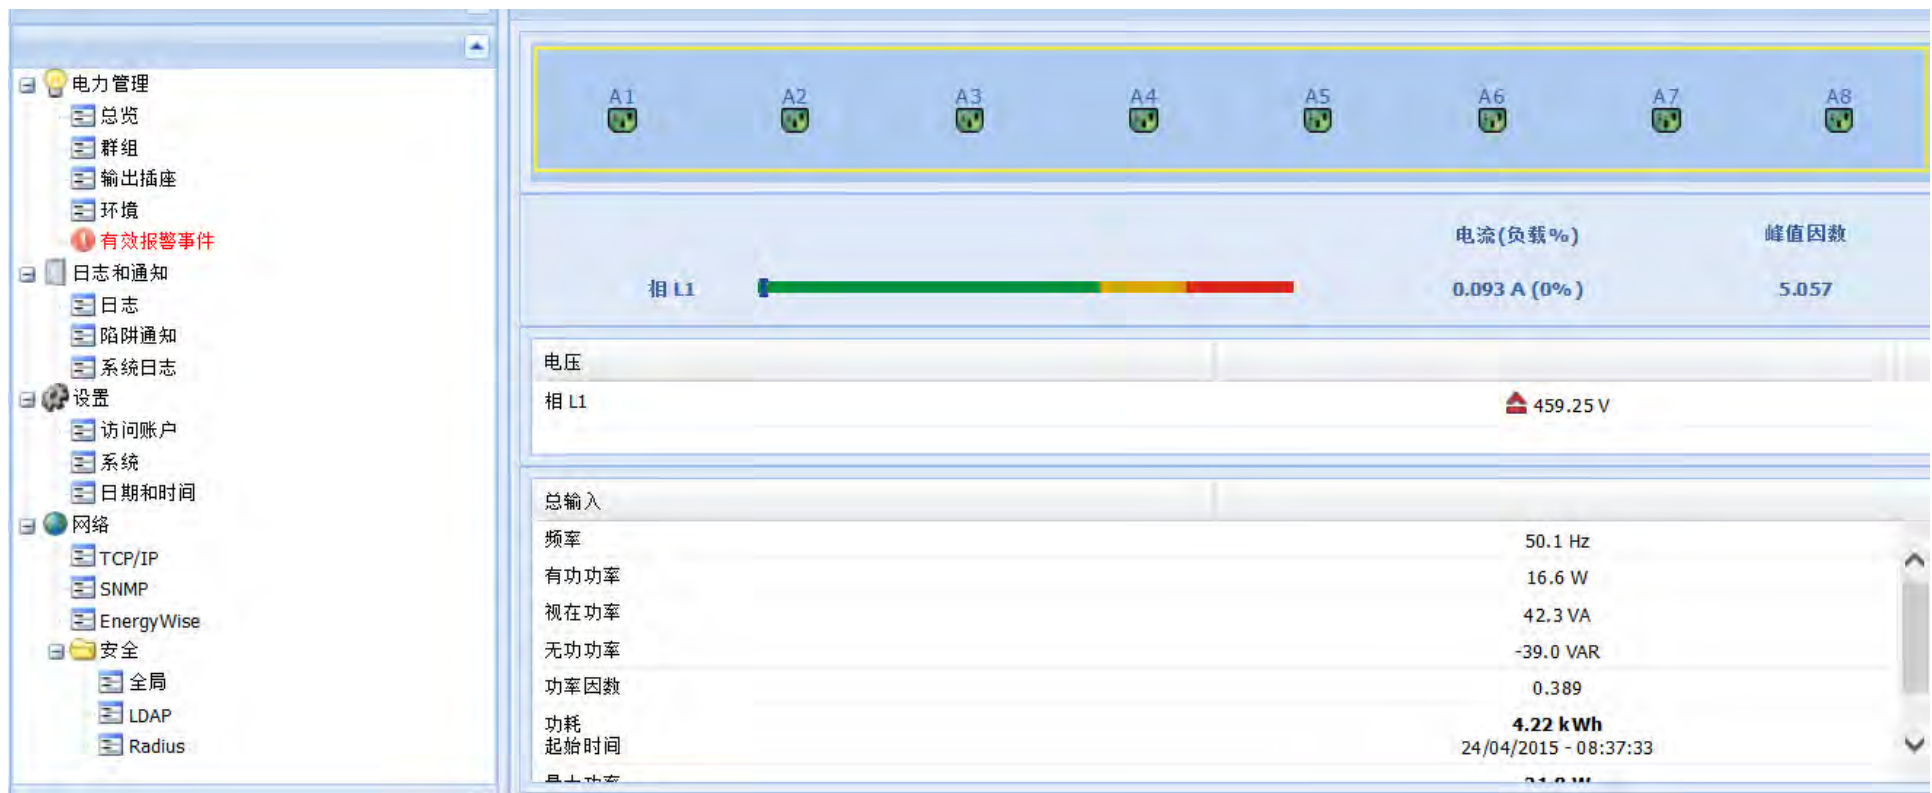 电力管理
总览
群组
输出插座
环境
有效报警事件
日志和通知
日志
陷阱通知
系统日志
设置
访问账户
系统
日期和时间
网络
TCP/IP
SNMP
EnergyWise
安全
全局
LDAP
Radius
A1 A2 A3 A4 A5 A6 A7 A8
电流(负载%) 峰值因数
相 L1 0.093 A (0%) 5.057
电压
相 L1 459.25 V
总输入
频率 50.1 Hz
有功功率 16.6 W
视在功率 42.3 VA
无功功率 -39.0 VAR
功率因数 0.389
功耗 4.22 kWh
起始时间 24/04/2015 - 08:37:33